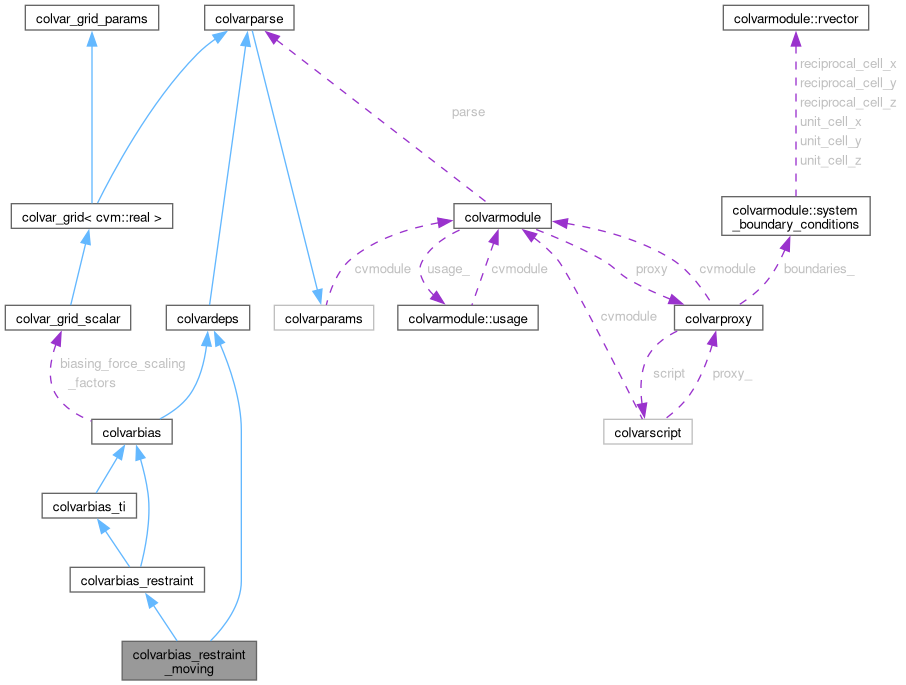 colvar_grid_params
colvarparse
colvarmodule::rvector
reciprocal_cell_x
reciprocal_cell_y
reciprocal_cell_z
unit_cell_x
unit_cell_y
unit_cell_z
parse
colvar_grid< cvm::real >
colvarmodule
colvarmodule::system
_boundary_conditions
cvmodule
usage_
cvmodule
proxy
cvmodule
boundaries_
colvar_grid_scalar
colvardeps
colvarparams
colvarmodule::usage
cvmodule
colvarproxy
biasing_force_scaling
_factors
script
proxy_
colvarbias
colvarscript
colvarbias_ti
colvarbias_restraint
colvarbias_restraint
_moving